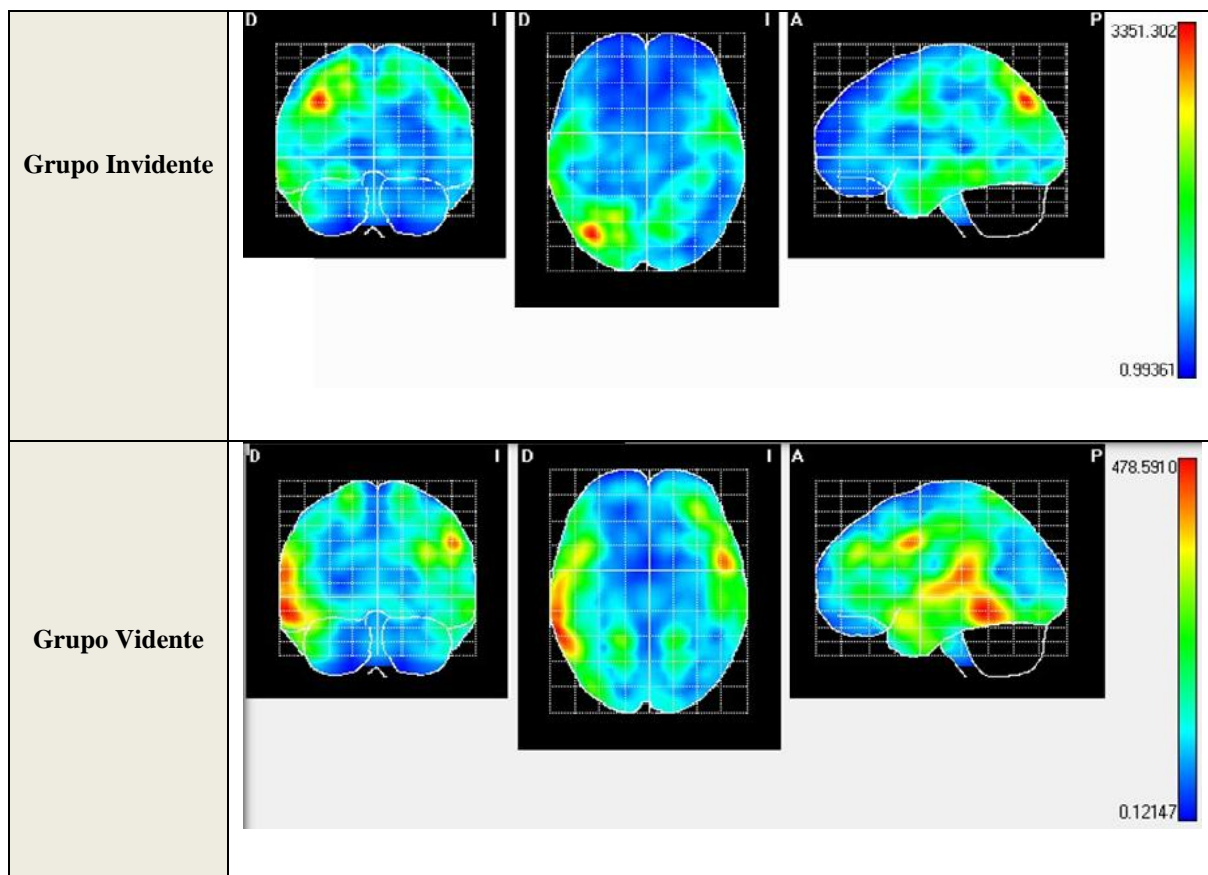 Grupo Invidente
D I
D I
A P
3351.302
0.99361
Grupo Vidente
D I
D I
A P
478.5910
0.12147